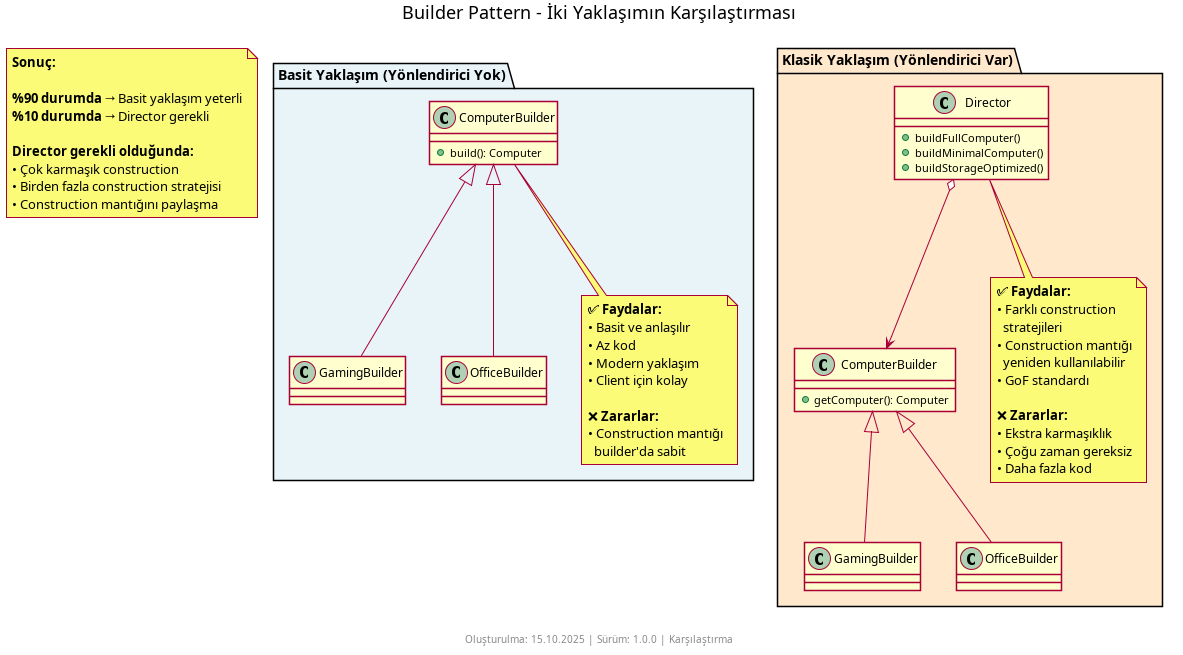 Builder Pattern - İki Yaklaşımın Karşılaştırması
Sonuç:
%90 durumda → Basit yaklaşım yeterli
%10 durumda → Director gerekli
Director gerekli olduğunda:
• Çok karmaşık construction
• Birden fazla construction stratejisi
• Construction mantığını paylaşma
Basit Yaklaşım (Yönlendirici Yok)
C ComputerBuilder
build(): Computer
C GamingBuilder
C OfficeBuilder
✅ Faydalar:
• Basit ve anlaşılır
• Az kod
• Modern yaklaşım
• Client için kolay
❌ Zararlar:
• Construction mantığı
builder'da sabit
Klasik Yaklaşım (Yönlendirici Var)
C Director
buildFullComputer()
buildMinimalComputer()
buildStorageOptimized()
✅ Faydalar:
• Farklı construction
stratejileri
• Construction mantığı
yeniden kullanılabilir
• GoF standardı
❌ Zararlar:
• Ekstra karmaşıklık
• Çoğu zaman gereksiz
• Daha fazla kod
C ComputerBuilder
getComputer(): Computer
C GamingBuilder
C OfficeBuilder
Oluşturulma: 15.10.2025 | Sürüm: 1.0.0 | Karşılaştırma